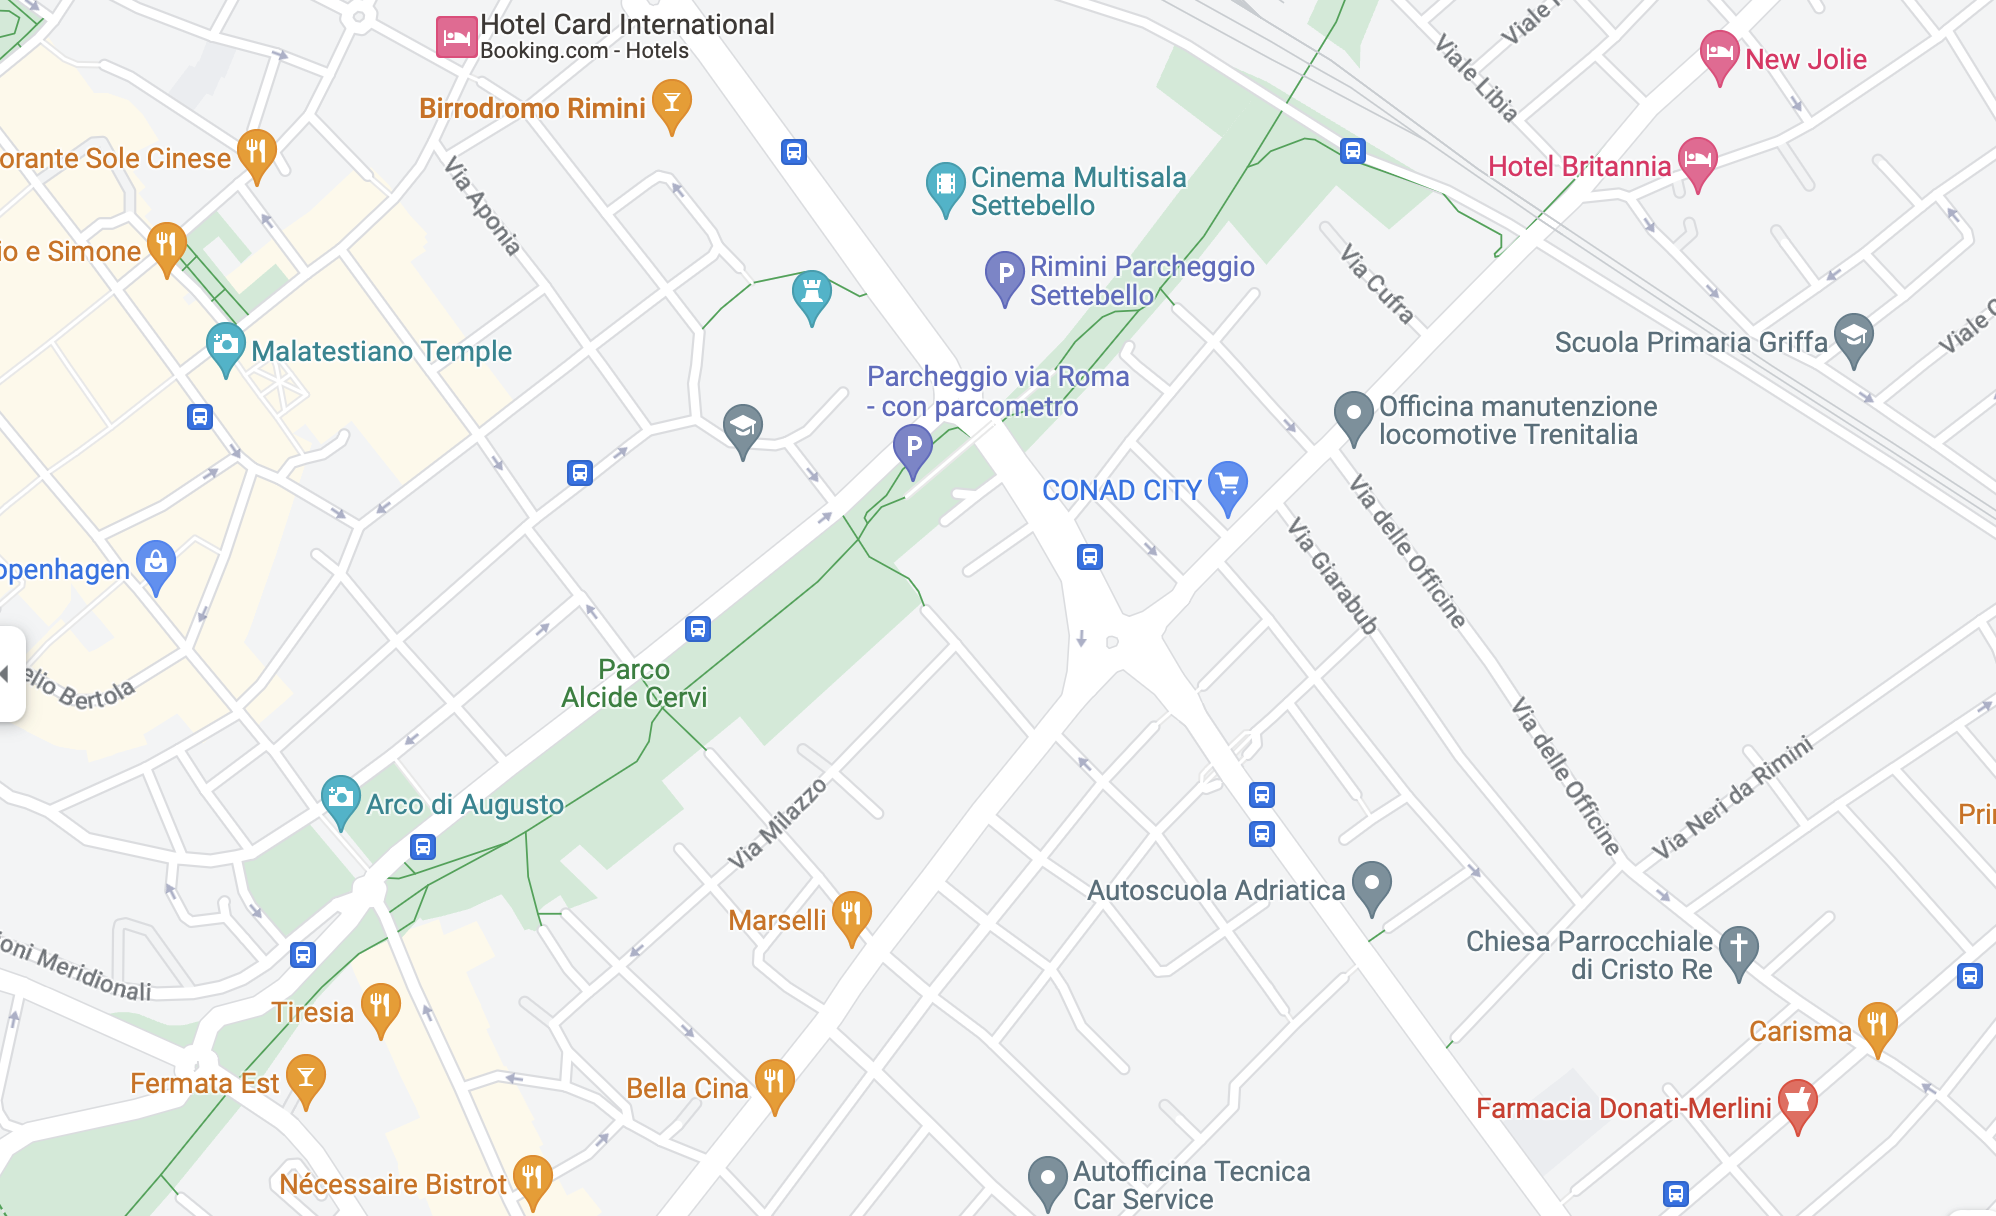 Hotel Card International
Booking.com - Hotels
Viale
New Jolie
Viale Libia
Birrodromo Rimini
orante Sole Cinese
Via Aponia
Cinema Multisala
Settebello
Hotel Britannia
io e Simone
Rimini Parcheggio
Settebello
Via Cufra
Viale
Scuola Primaria Griffa
Malatestiano Temple
Parcheggio via Roma
- con parcometro
Officina manutenzione
locomotive Trenitalia
CONAD CITY
Via delle Officine
Via Giarabub
openhagen
Parco
Alcide Cervi
elio Bertola
Via delle Officine
Via Neri da Rimini
Arco di Augusto
Via Milazzo
Prin
Autoscuola Adriatica
Marselli
Chiesa Parrocchiale
di Cristo Re
ioni Meridionali
Tiresia
Carisma
Fermata Est
Bella Cina
Farmacia Donati-Merlini
Nécessaire Bistrot
Autofficina Tecnica
Car Service